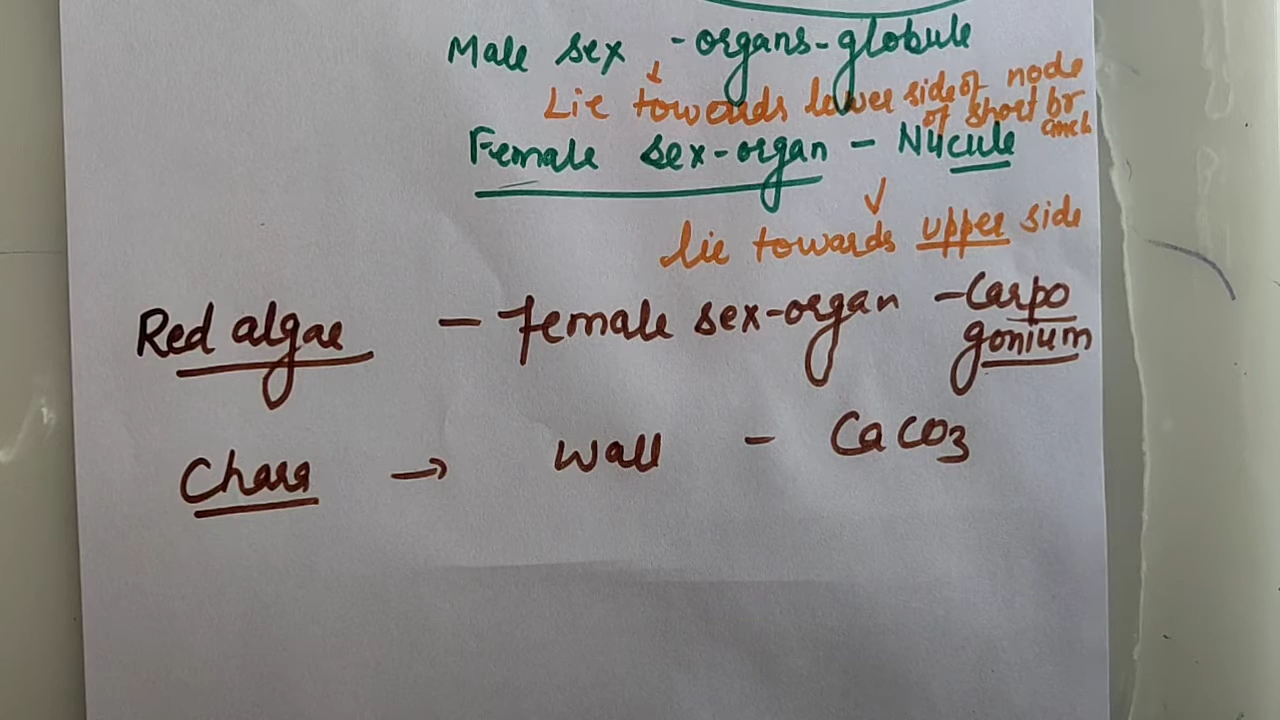 Male sex - organs - globule
↓
Lie towards lower side of node
of short br
anch
Female sex-organ - Nucule
↓
lie towards upper side
Red algae - female sex-organ - Carpo
gonium
Chara → wall - CaCO3